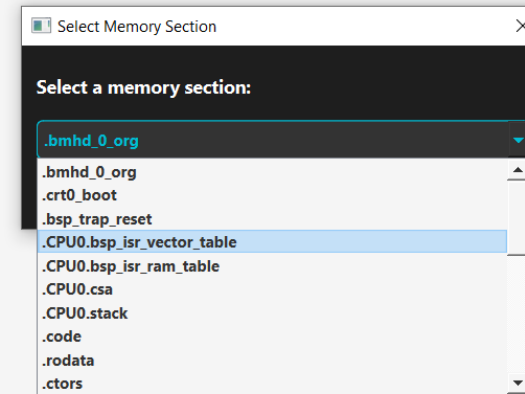 Select Memory Section
Select a memory section:
.bmhd_0_org
.bmhd_0_org
.crt0_boot
.bsp_trap_reset
.CPU0.bsp_isr_vector_table
.CPU0.bsp_isr_ram_table
.CPU0.csa
.CPU0.stack
.code
.rodata
.ctors